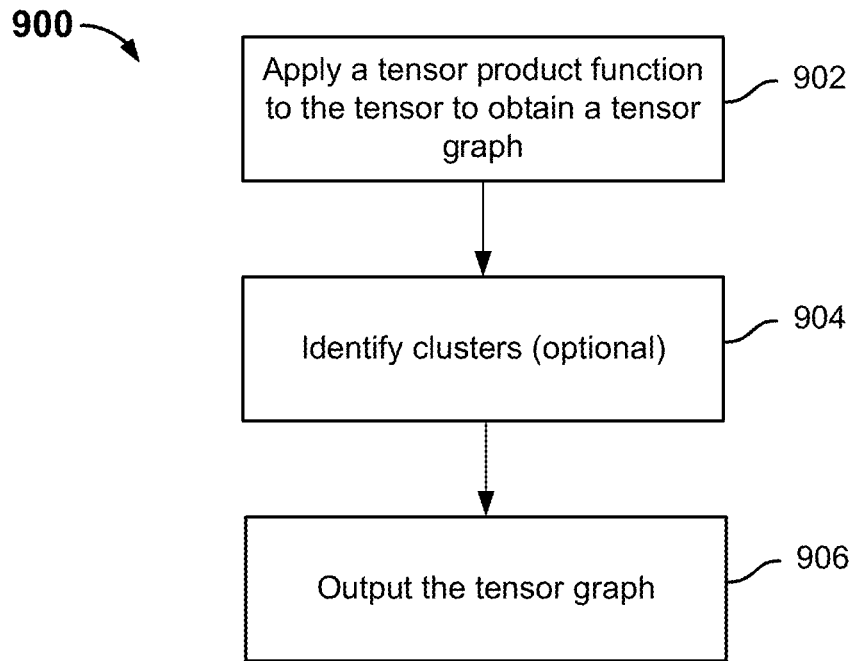 900
Apply a tensor product function
to the tensor to obtain a tensor
graph
902
Identify clusters (optional)
904
Output the tensor graph
906